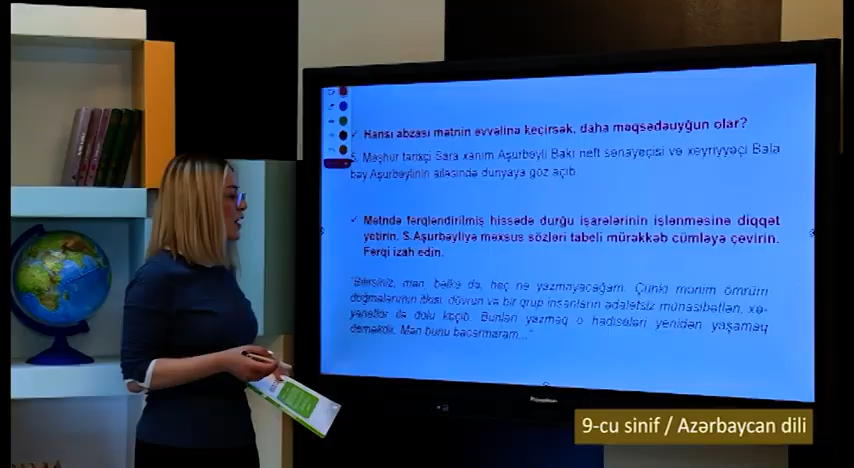 ✓ Hansı abzası mətnin əvvəlinə keçirsək, daha məqsədəuyğun olar?
5. Məşhur tarixçi Sara xanım Aşurbəyli Bakı neft sənayeçisi və xeyriyyəçi Bala
bəy Aşurbəylinin ailəsində dünyaya göz açıb.
✓ Mətndə fərqləndirilmiş hissədə durğu işarələrinin işlənməsinə diqqət
yetirin. S.Aşurbəyliyə məxsus sözləri tabeli mürəkkəb cümləyə çevirin.
Fərqi izah edin.
"Bilirsiniz, mən, bəlkə də, heç nə yazmayacağam. Çünki mənim ömrüm
doğmalarımın itkisi, dövrün və bir qrup insanların ədalətsiz münasibətləri, xə-
yanətlər ilə dolu keçib. Bunları yazmaq o hadisələri yenidən yaşamaq
deməkdir. Mən bunu bacarmaram..."
9-cu sinif / Azərbaycan dili